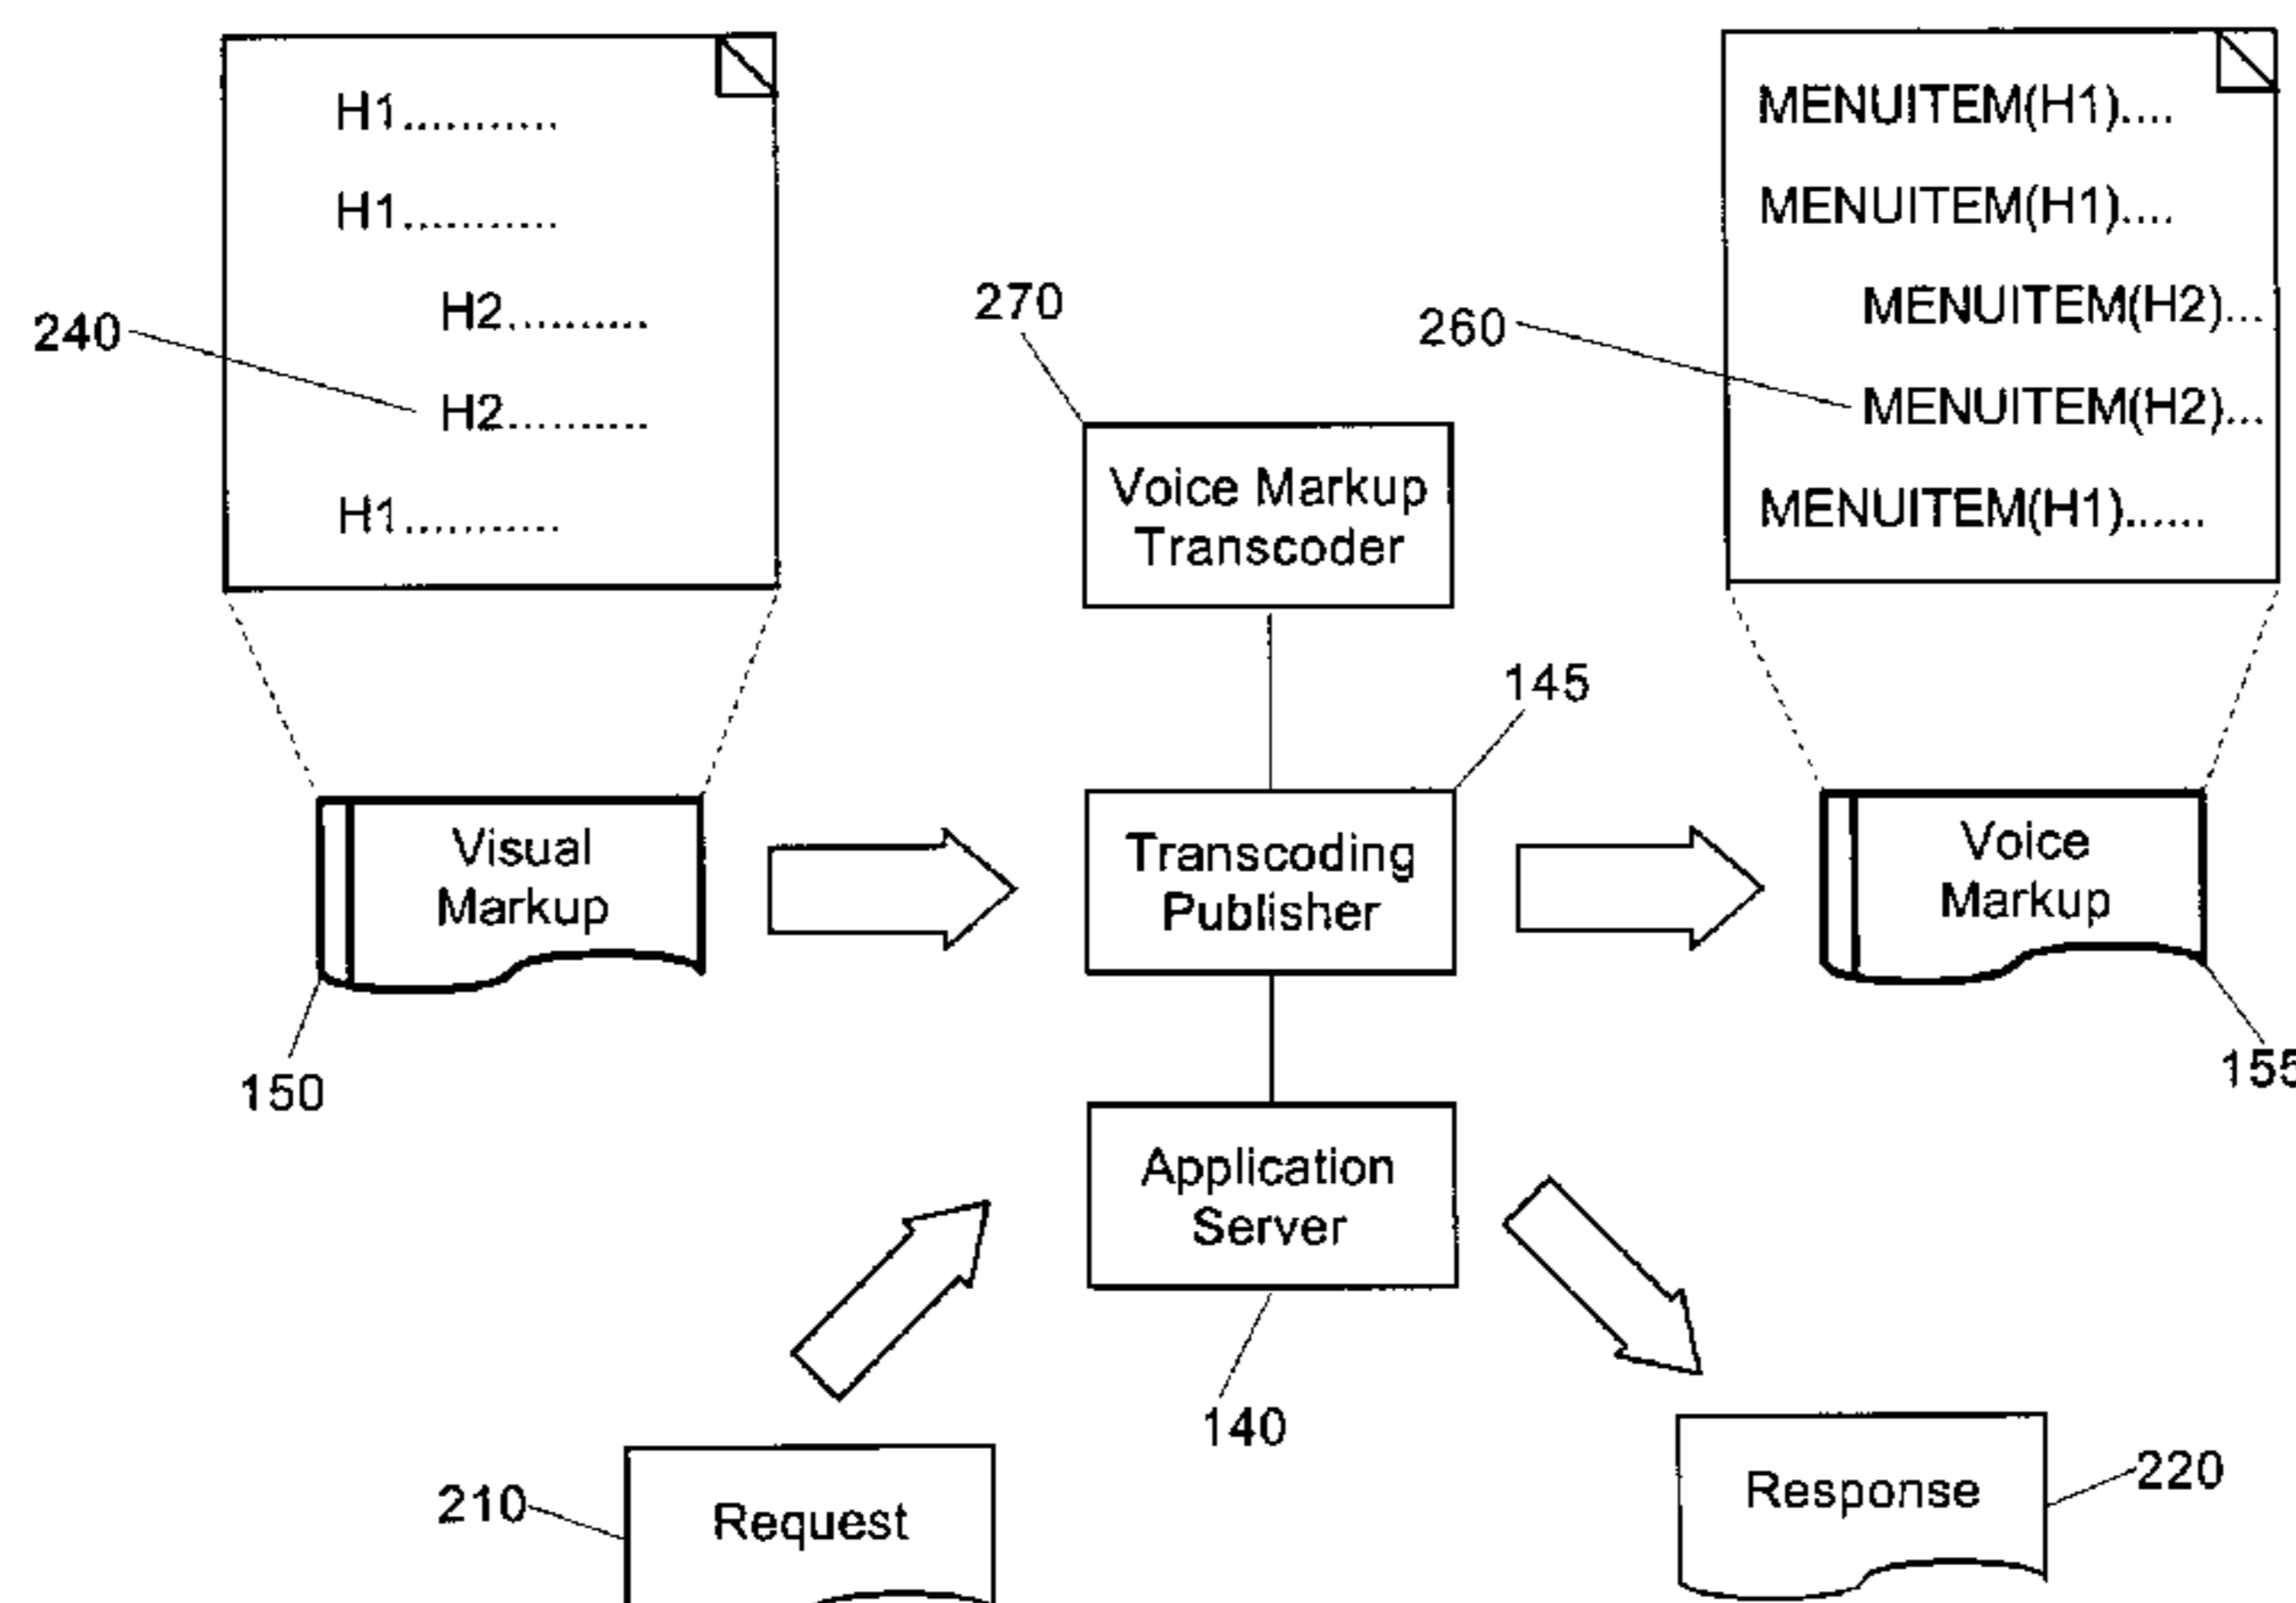 H1...........
H1...........
H2..........
240
H2..........
H1...........
270
Voice Markup
Transcoder
MENUITEM(H1)....
MENUITEM(H1)....
MENUITEM(H2)...
260
MENUITEM(H2)...
MENUITEM(H1)......
145
Visual
Markup
150
Transcoding
Publisher
Voice
Markup
155
Application
Server
140
210
Request
Response
220